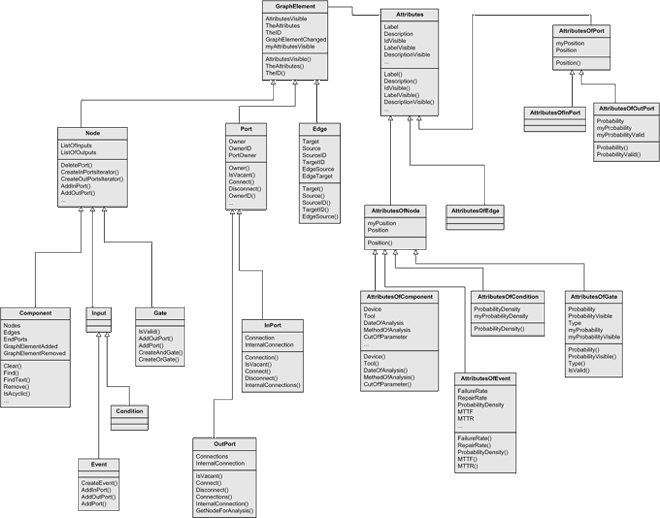 GraphElement
AttributesVisible
TheAttributes
TheID
GraphElementChanged
myAttributesVisible
AttributesVisible()
TheAttributes()
TheID()
Attributes
Label
Description
IdVisible
LabelVisible
DescriptionVisible
...
Label()
Description()
IdVisible()
LabelVisible()
DescriptionVisible()
...
AttributesOfPort
myPosition
Position
Position()
AttributesOfInPort
AttributesOfOutPort
Probability
myProbability
myProbabilityValid
Probability()
ProbabilityValid()
Node
ListOfInputs
ListOfOutputs
DeletePort()
CreateInPortsIterator()
CreateOutPortsIterator()
AddInPort()
AddOutPort()
...
Port
Owner
OwnerID
PortOwner
Owner()
IsVacant()
Connect()
Disconnect()
OwnerID()
Edge
Target
Source
SourceID
TargetID
EdgeSource
EdgeTarget
Target()
Source()
SourceID()
TargetID()
EdgeSource()
AttributesOfNode
myPosition
Position
Position()
AttributesOfEdge
Component
Nodes
Edges
EndPorts
GraphElementAdded
GraphElementRemoved
Clear()
Find()
FindText()
Remove()
IsAcyclic()
...
Input
Gate
IsValid()
AddOutPort()
AddPort()
CreateAndGate()
CreateOrGate()
InPort
Connection
InternalConnection
Connection()
IsVacant()
Connect()
Disconnect()
InternalConnections()
AttributesOfComponent
Device
Tool
DateOfAnalysis
MethodOfAnalysis
CutOffParameter
...
Device()
Tool()
DateOfAnalysis()
MethodOfAnalysis()
CutOffParameter()
AttributesOfCondition
ProbabilityDensity
myProbabilityDensity
ProbabilityDensity()
AttributesOfGate
Probability
ProbabilityVisible
Type
myProbability
myProbabilityVisible
Probability()
ProbabilityVisible()
Type()
IsValid()
AttributesOfEvent
FailureRate
RepairRate
ProbabilityDensity
MTTF
MTTR
...
FailureRate()
RepairRate()
ProbabilityDensity()
MTTF()
MTTR()
Condition
Event
CreateEvent()
AddInPort()
AddOutPort()
AddPort()
OutPort
Connections
InternalConnection
IsVacant()
Connect()
Disconnect()
Connections()
InternalConnection()
GetNodeForAnalysis()